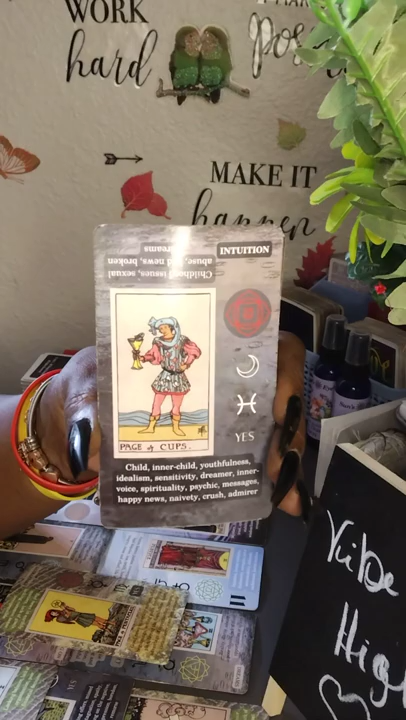 WORK
hard
MAKE IT
happen
INTUITION
Childhood issues, sexual
abuse, bad news, broken
dreams
YES
PAGE of CUPS.
Child, inner-child, youthfulness,
idealism, sensitivity, dreamer, inner-
voice, spirituality, psychic, messages,
happy news, naivety, crush, admirer
11
Vibe
High